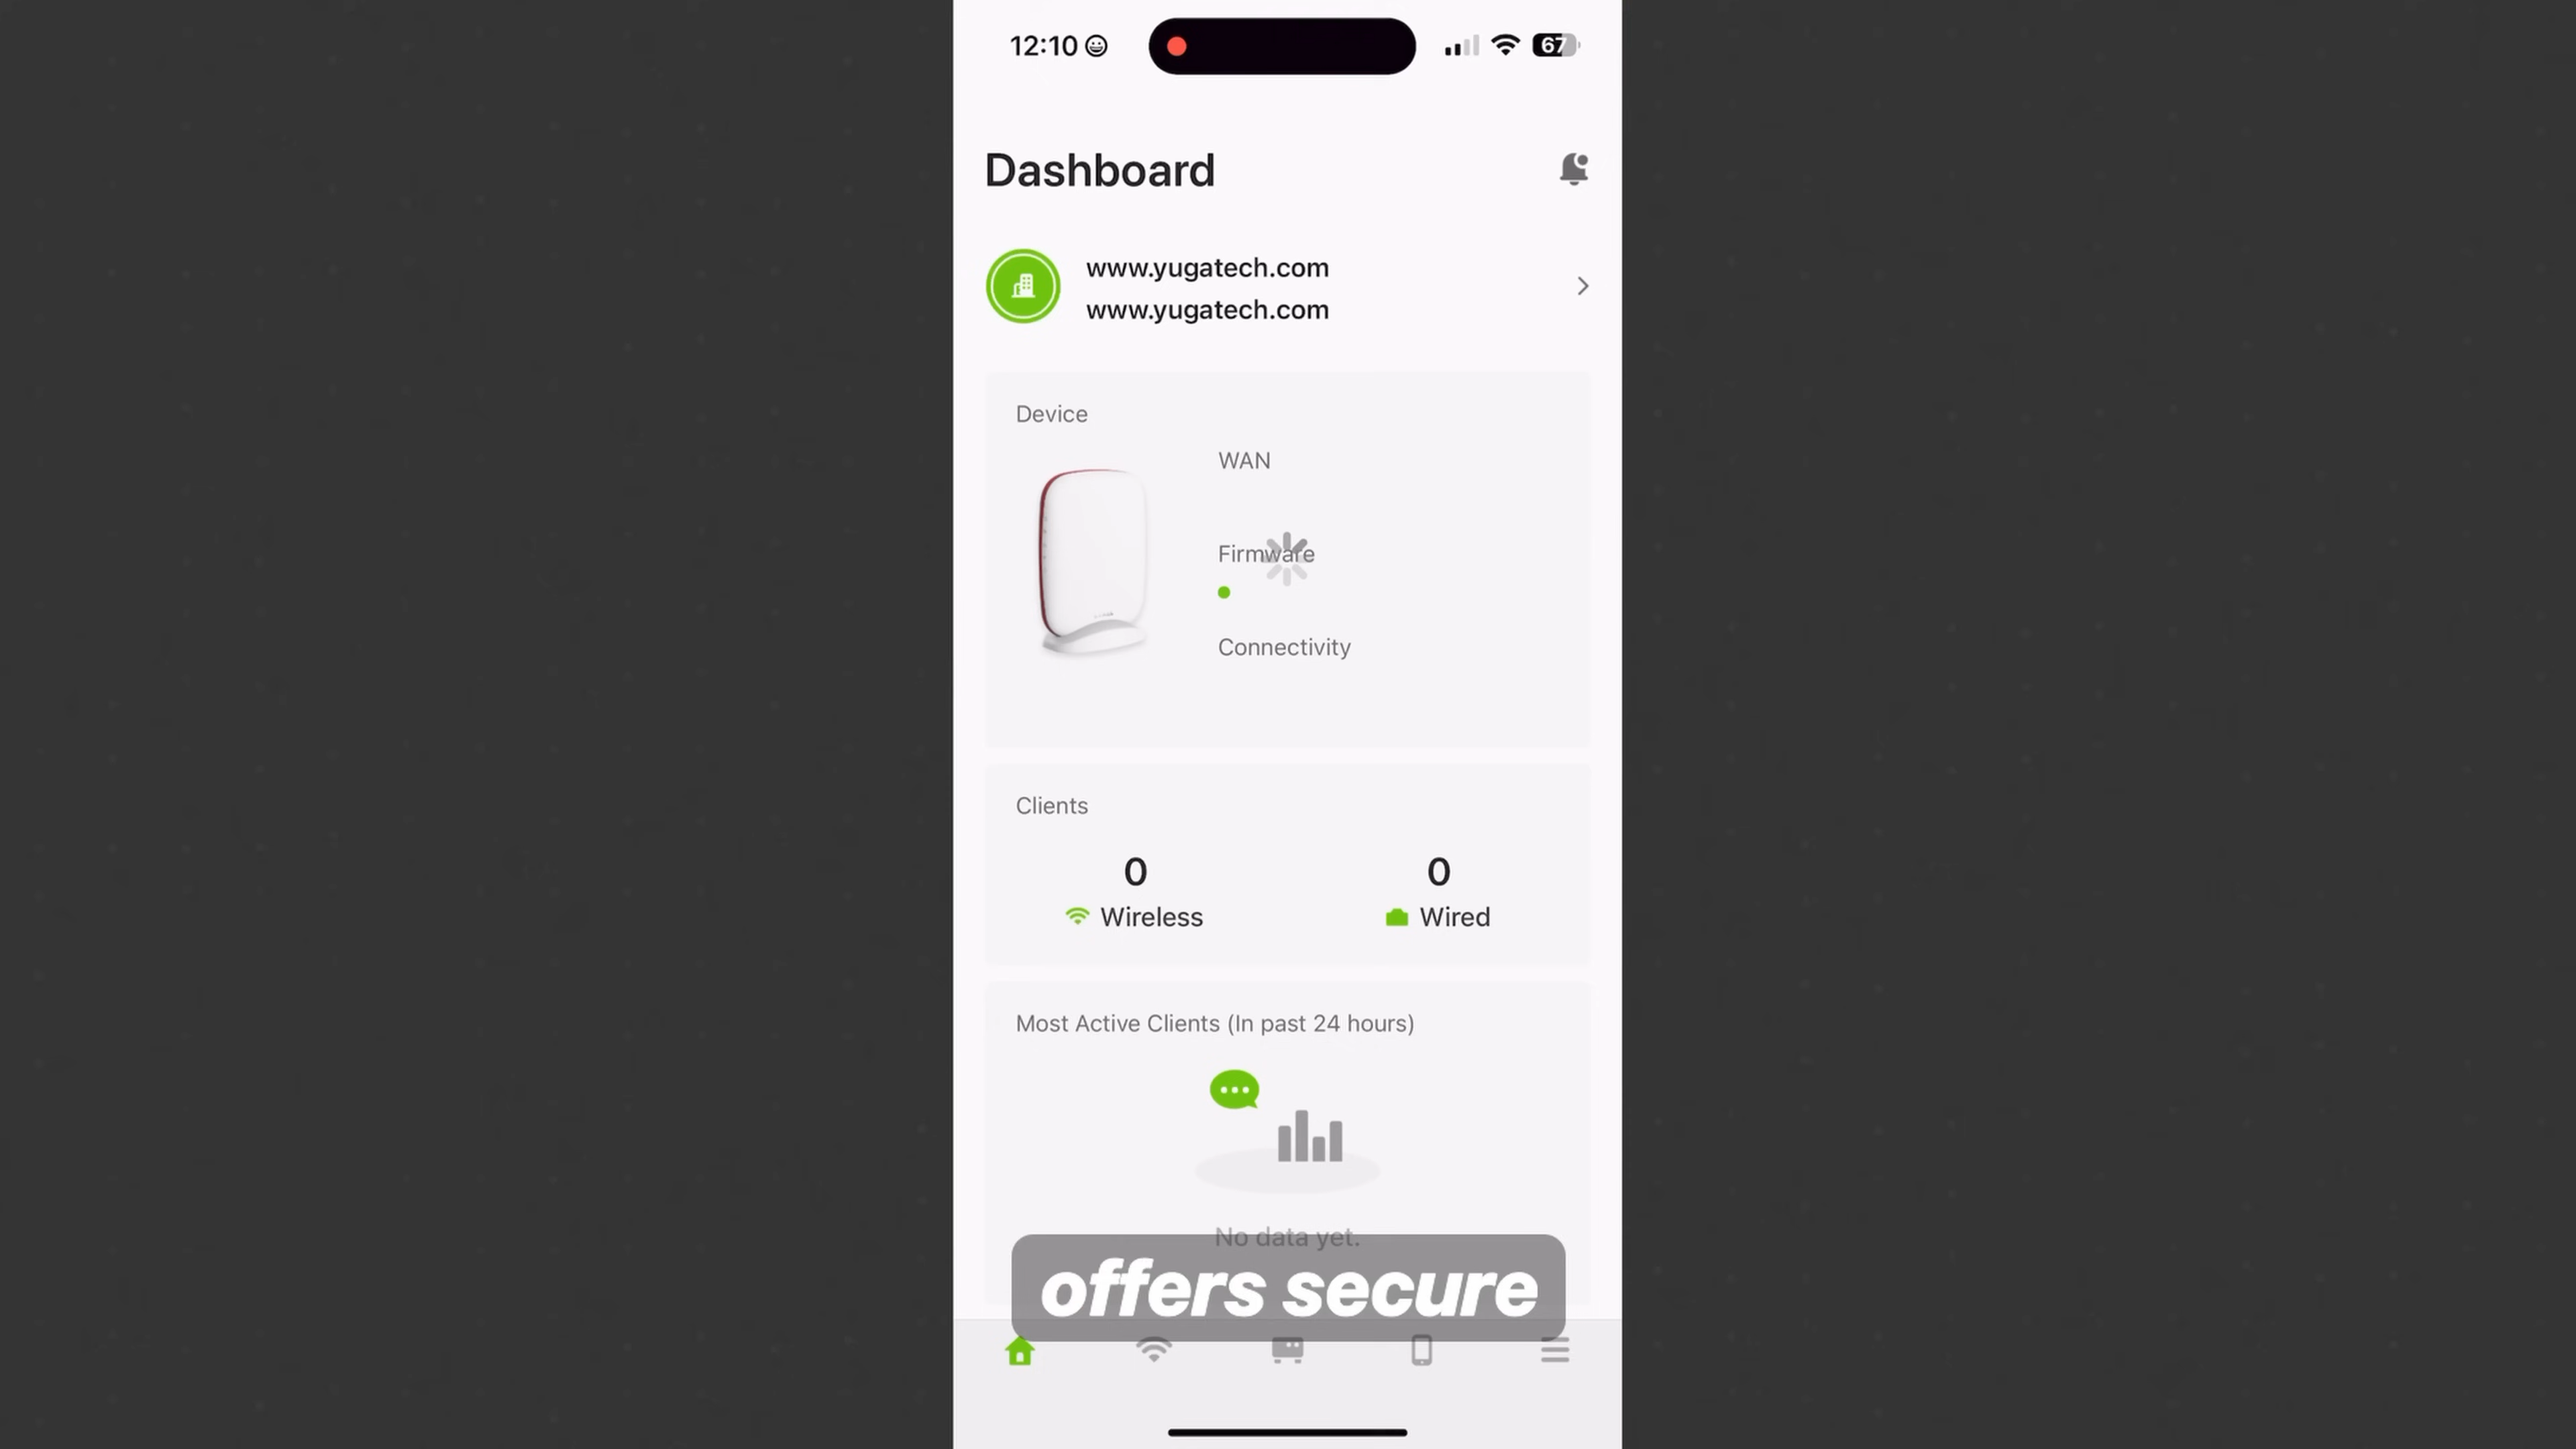 12:10
67
Dashboard
www.yugatech.com
www.yugatech.com
Device
WAN
Firmware
Connectivity
Clients
0
0
Wireless
Wired
Most Active Clients (In past 24 hours)
No data yet.
offers secure